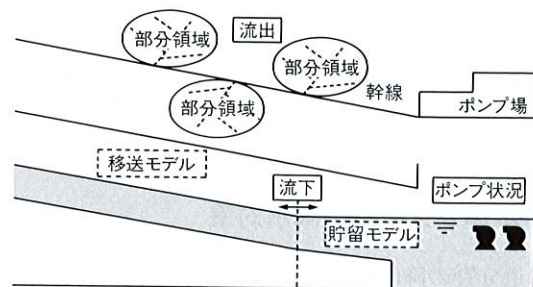 部分領域
流出
部分領域
部分領域
幹線
ポンプ場
移送モデル
流下
ポンプ状況
貯留モデル